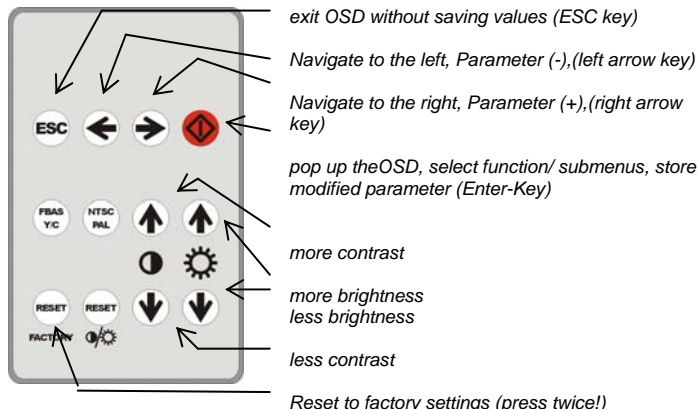 exit OSD without saving values (ESC key)
Navigate to the left, Parameter (-),(left arrow key)
Navigate to the right, Parameter (+),(right arrow
key)
pop up theOSD, select function/ submenus, store
modified parameter (Enter-Key)
more contrast
more brightness
less brightness
less contrast
Reset to factory settings (press twice!)
ESC
FBAS
Y/C
NTSC
PAL
RESET
RESET
FACTORY